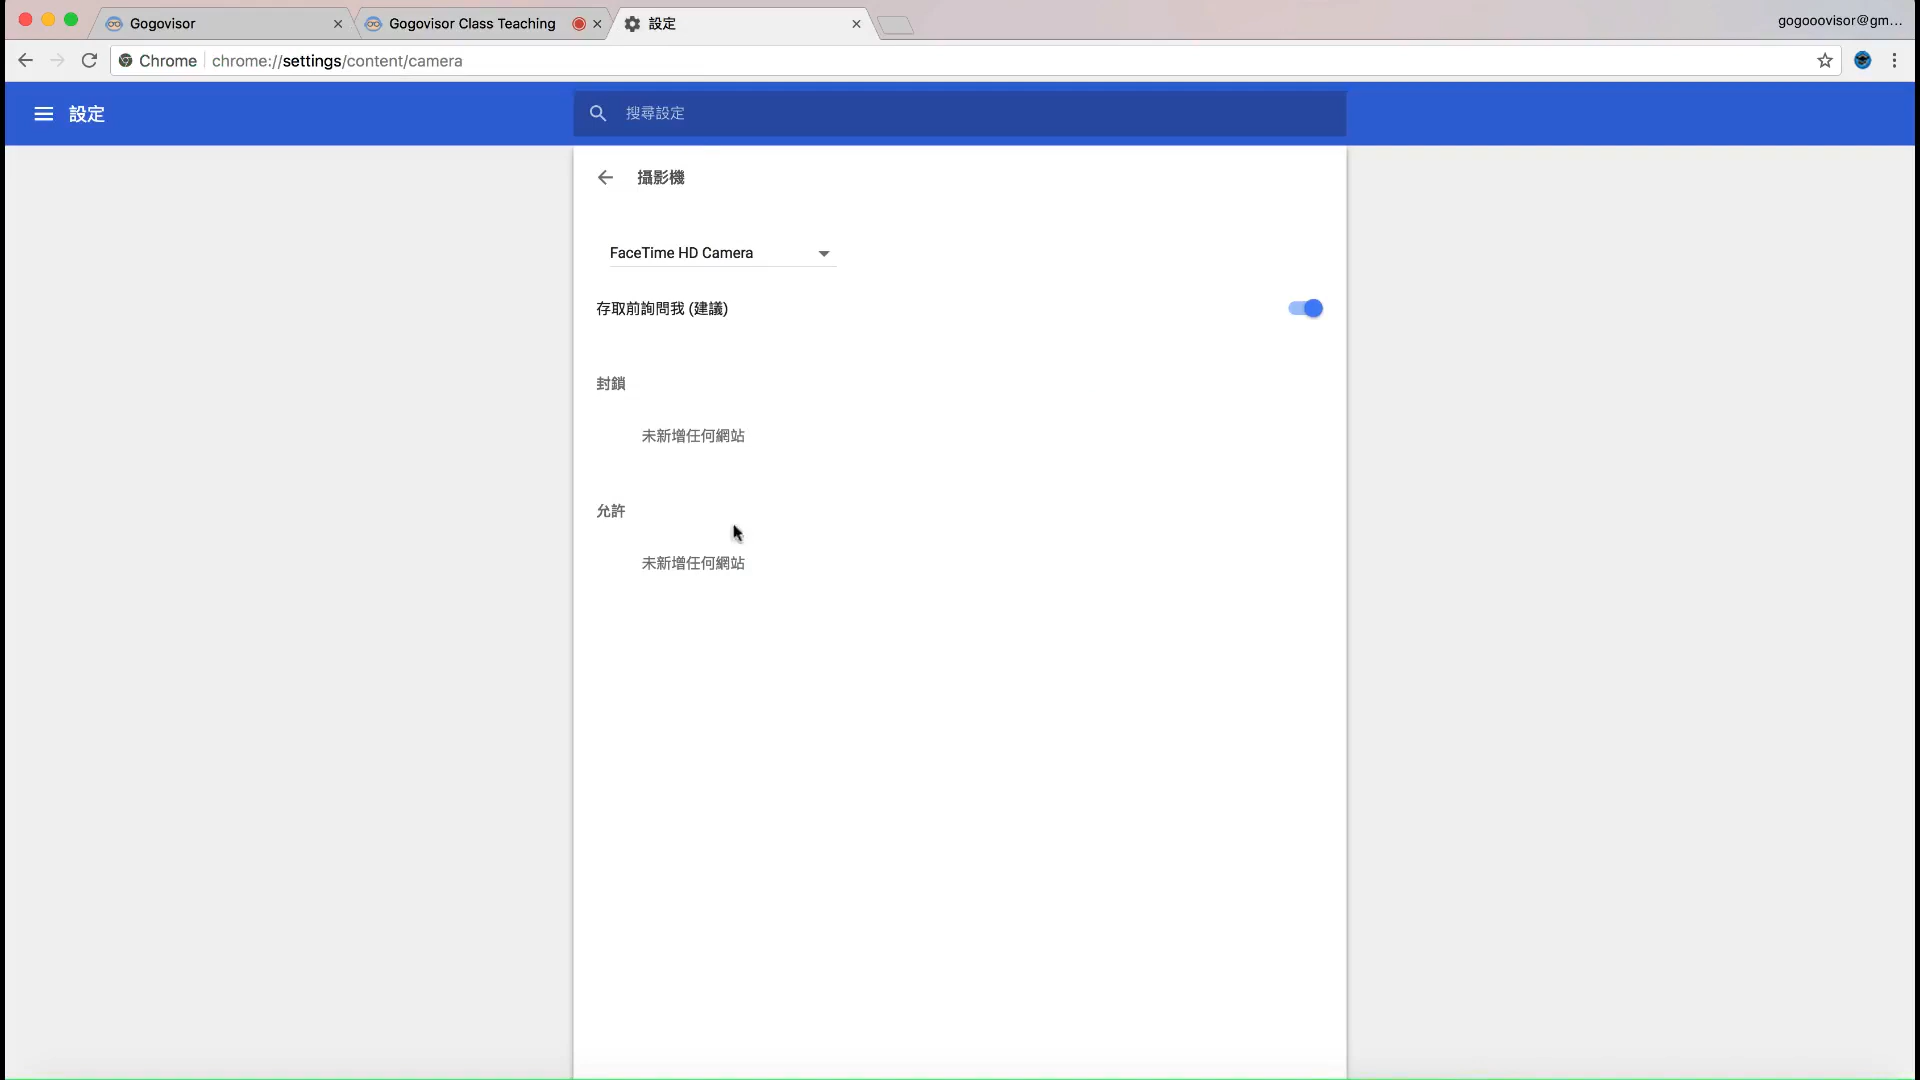 Gogovisor
Gogovisor Class Teaching
設定
gogooovisor@gm...
Chrome
chrome://settings/content/camera
設定
搜尋設定
攝影機
FaceTime HD Camera
存取前詢問我 (建議)
封鎖
未新增任何網站
允許
未新增任何網站